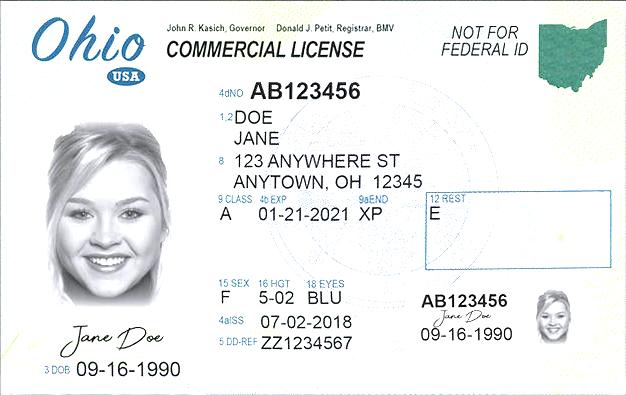 Ohio
USA
John R. Kasich, Governor Donald J. Petit, Registrar, BMV
COMMERCIAL LICENSE
NOT FOR
FEDERAL ID
4dNO AB123456
1,2 DOE
JANE
8 123 ANYWHERE ST
ANYTOWN, OH 12345
9 CLASS 4b EXP 9aEND 12 REST
A 01-21-2021 XP E
15 SEX 16 HGT 18 EYES
F 5-02 BLU
4aISS 07-02-2018
5 DD-REF ZZ1234567
Jane Doe
3 DOB 09-16-1990
AB123456
Jane Doe
09-16-1990